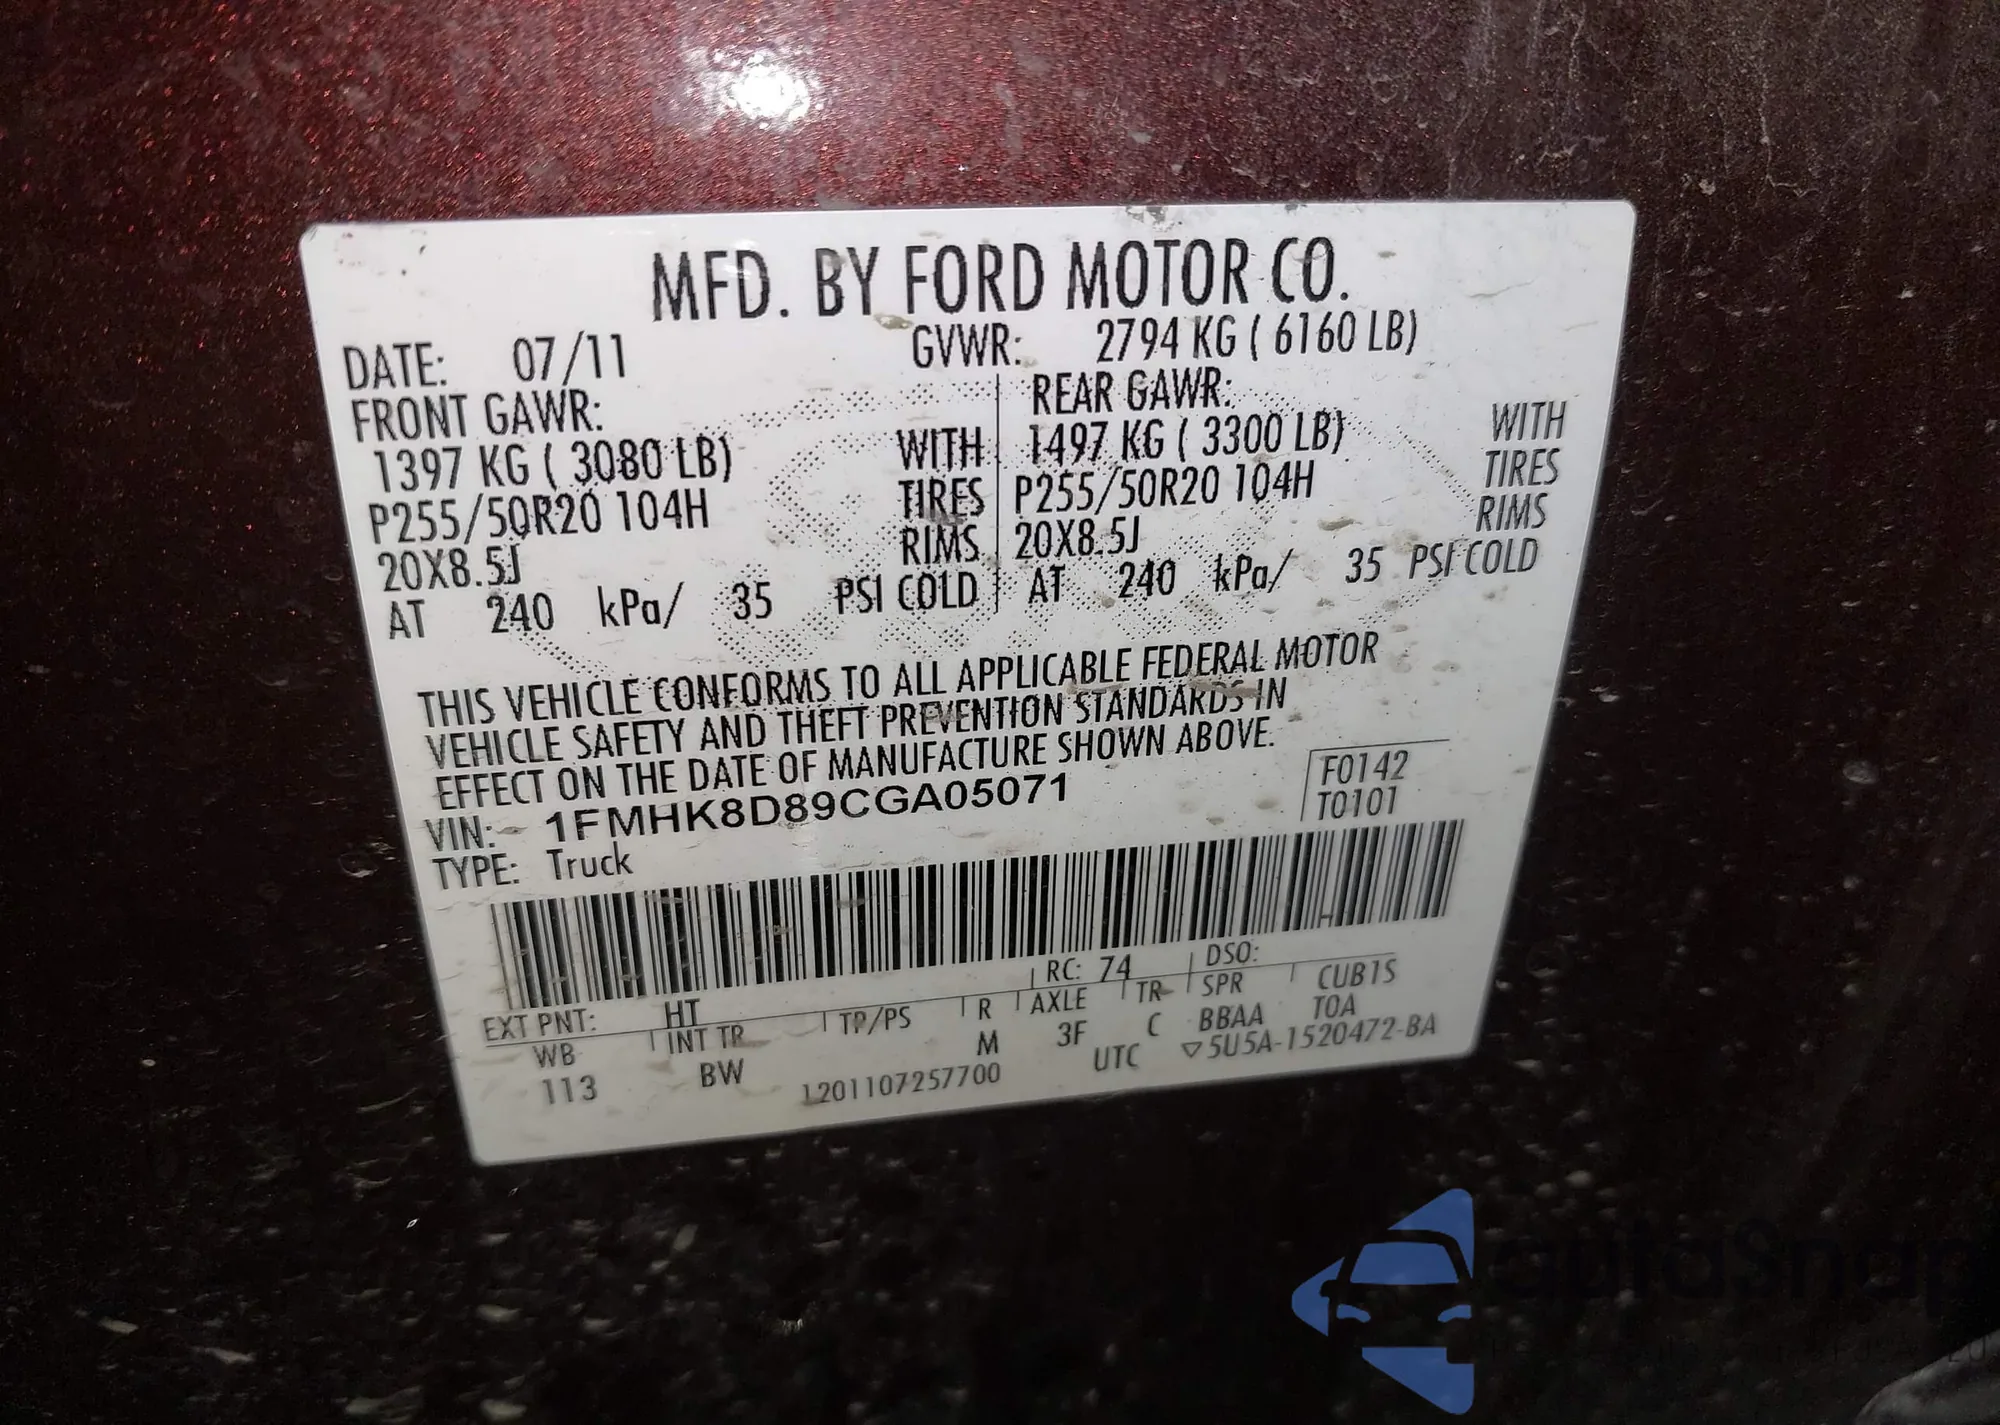 MFD. BY FORD MOTOR CO.
DATE: 07/11 GVWR: 2794 KG ( 6160 LB)
FRONT GAWR: REAR GAWR:
1397 KG ( 3080 LB) WITH 1497 KG ( 3300 LB) WITH
P255/50R20 104H TIRES P255/50R20 104H TIRES
20X8.5J RIMS 20X8.5J RIMS
AT 240 kPa/ 35 PSI COLD AT 240 kPa/ 35 PSI COLD
THIS VEHICLE CONFORMS TO ALL APPLICABLE FEDERAL MOTOR
VEHICLE SAFETY AND THEFT PREVENTION STANDARDS IN
EFFECT ON THE DATE OF MANUFACTURE SHOWN ABOVE.
VIN: 1FMHK8D89CGA05071 F0142
TYPE: Truck T0101
EXT PNT: HT RC: 74 DSO:
WB INT TR TP/PS R AXLE TR SPR CUB1S
113 BW M 3F C BBAA TOA
1201107257700 UTC ▽5U5A-1520472-BA
autoSnap